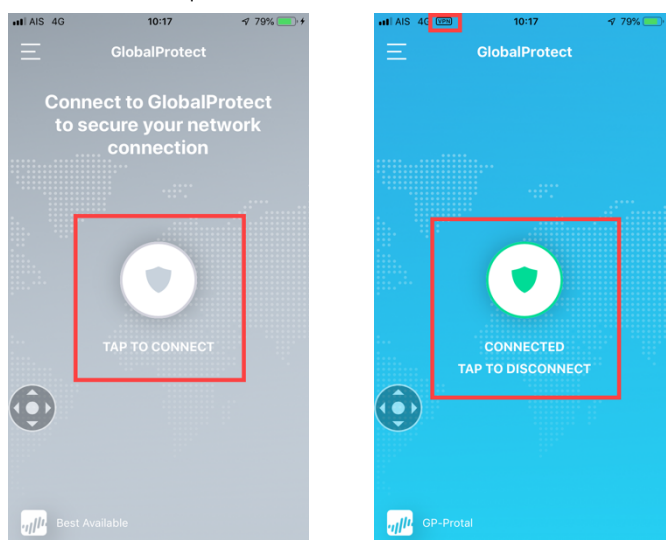 AIS 4G 10:17 79%
GlobalProtect
Connect to GlobalProtect
to secure your network
connection
TAP TO CONNECT
Best Available
AIS 4G VPN 10:17 79%
GlobalProtect
CONNECTED
TAP TO DISCONNECT
GP-Protal